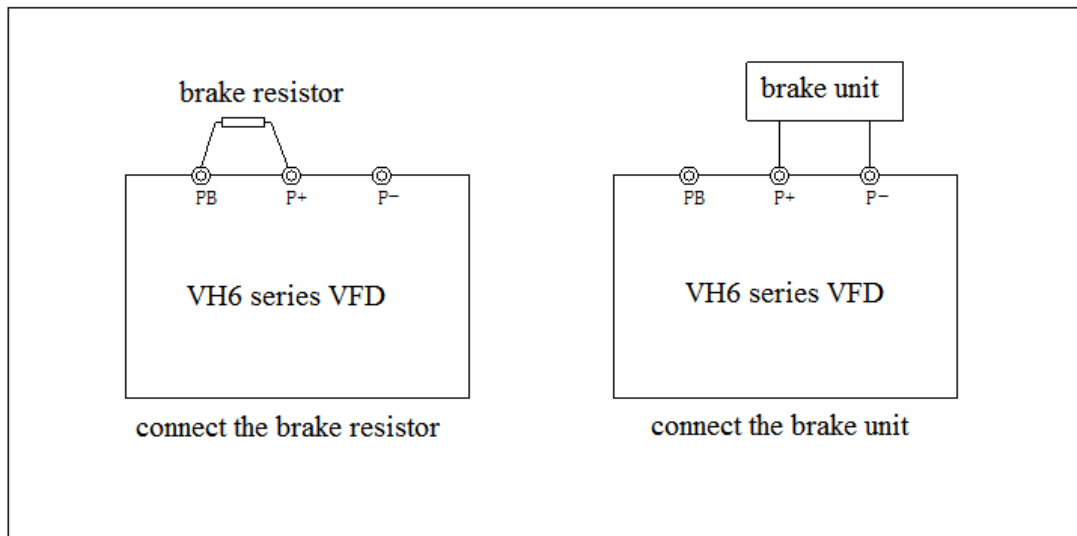 brake resistor
PB P+ P−
VH6 series VFD
connect the brake resistor
brake unit
PB P+ P−
VH6 series VFD
connect the brake unit